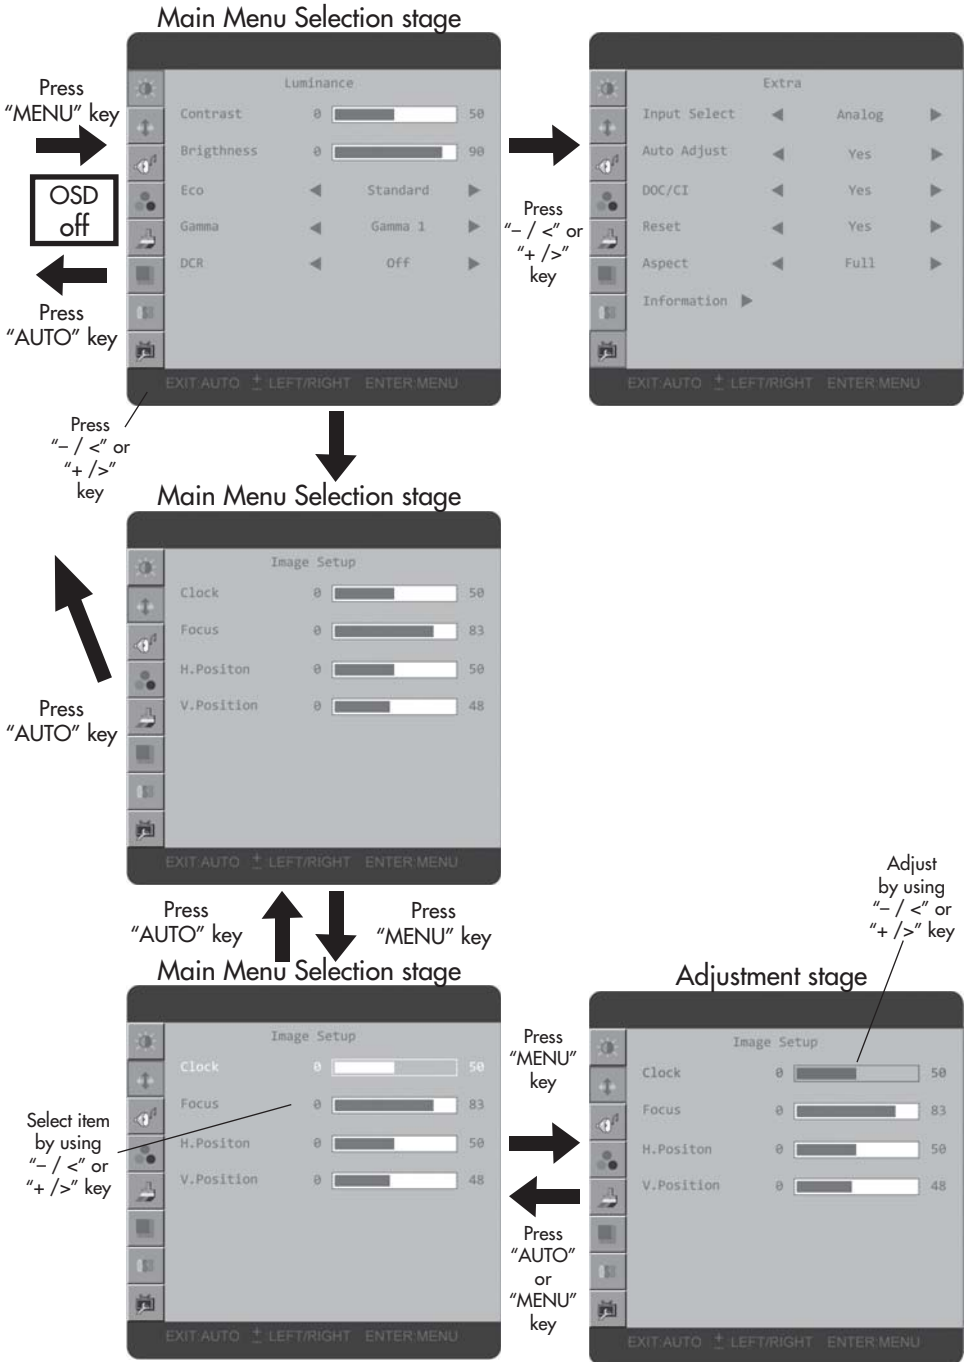 Main Menu Selection stage
Press
“MENU” key
OSD
off
Press
“AUTO” key
Luminance
Contrast 0 50
Brigthness 0 90
Eco Standard
Gamma Gamma 1
DCR Off
EXIT:AUTO +- :LEFT/RIGHT ENTER:MENU
Press
“– / <” or
“+ />”
key
Extra
Input Select Analog
Auto Adjust Yes
DOC/CI Yes
Reset Yes
Aspect Full
Information
EXIT:AUTO +- :LEFT/RIGHT ENTER:MENU
Press
“– / <” or
“+ />”
key
Main Menu Selection stage
Image Setup
Clock 0 50
Focus 0 83
H.Positon 0 50
V.Position 0 48
EXIT:AUTO +- :LEFT/RIGHT ENTER:MENU
Press
“AUTO” key
Press
“AUTO” key
Press
“MENU” key
Main Menu Selection stage
Image Setup
Clock 0 50
Focus 0 83
H.Positon 0 50
V.Position 0 48
EXIT:AUTO +- :LEFT/RIGHT ENTER:MENU
Select item
by using
“– / <” or
“+ />” key
Press
“MENU”
key
Press
“AUTO”
or
“MENU”
key
Adjust
by using
“– / <” or
“+ />” key
Adjustment stage
Image Setup
Clock 0 50
Focus 0 83
H.Positon 0 50
V.Position 0 48
EXIT:AUTO +- :LEFT/RIGHT ENTER:MENU